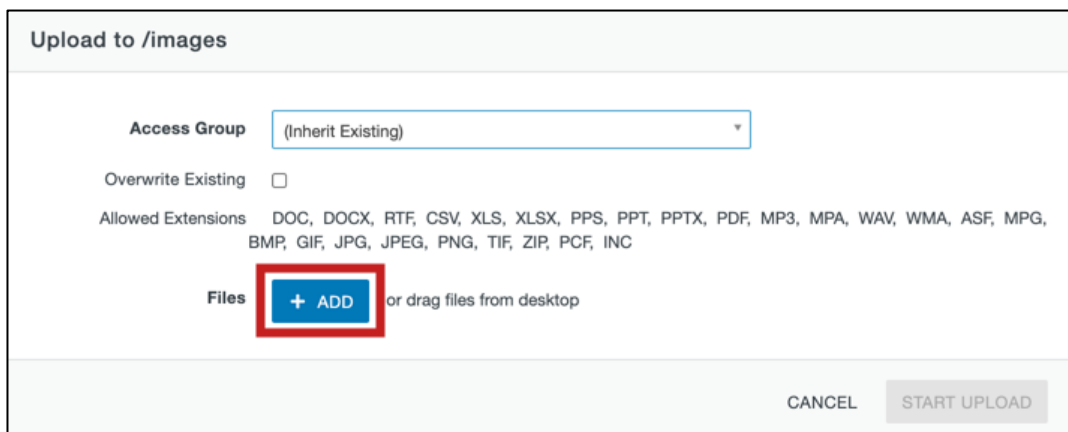 Upload to /images
Access Group (Inherit Existing)
Overwrite Existing
Allowed Extensions DOC, DOCX, RTF, CSV, XLS, XLSX, PPS, PPT, PPTX, PDF, MP3, MPA, WAV, WMA, ASF, MPG,
BMP, GIF, JPG, JPEG, PNG, TIF, ZIP, PCF, INC
Files + ADD or drag files from desktop
CANCEL START UPLOAD